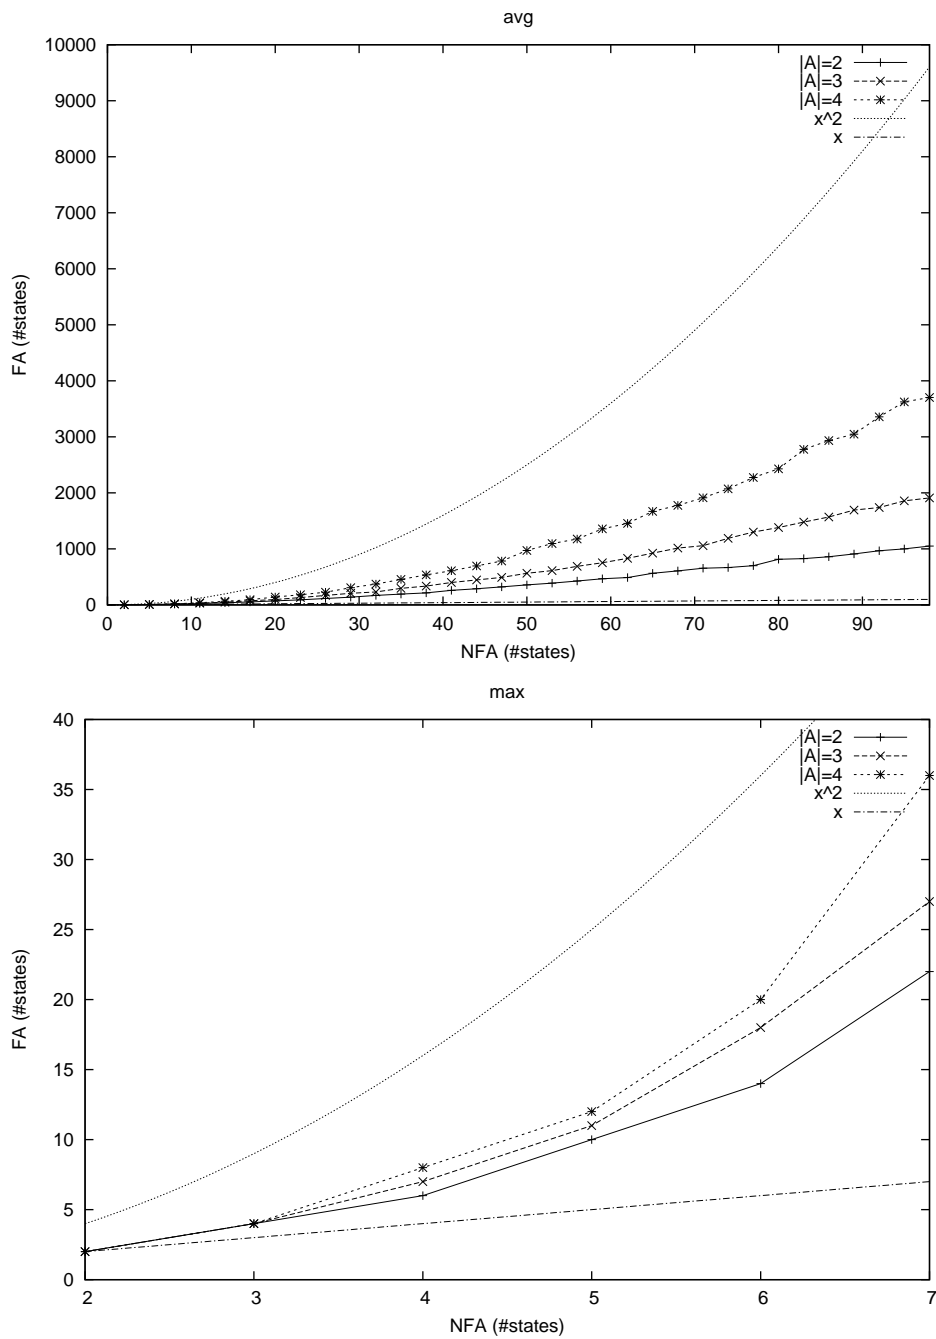 avg
10000
9000
8000
7000
6000
5000
4000
3000
2000
1000
0
FA (#states)
|A|=2
|A|=3
|A|=4
x^2
x
0 10 20 30 40 50 60 70 80 90
NFA (#states)
max
40
35
30
25
20
15
10
5
0
FA (#states)
|A|=2
|A|=3
|A|=4
x^2
x
2 3 4 5 6 7
NFA (#states)